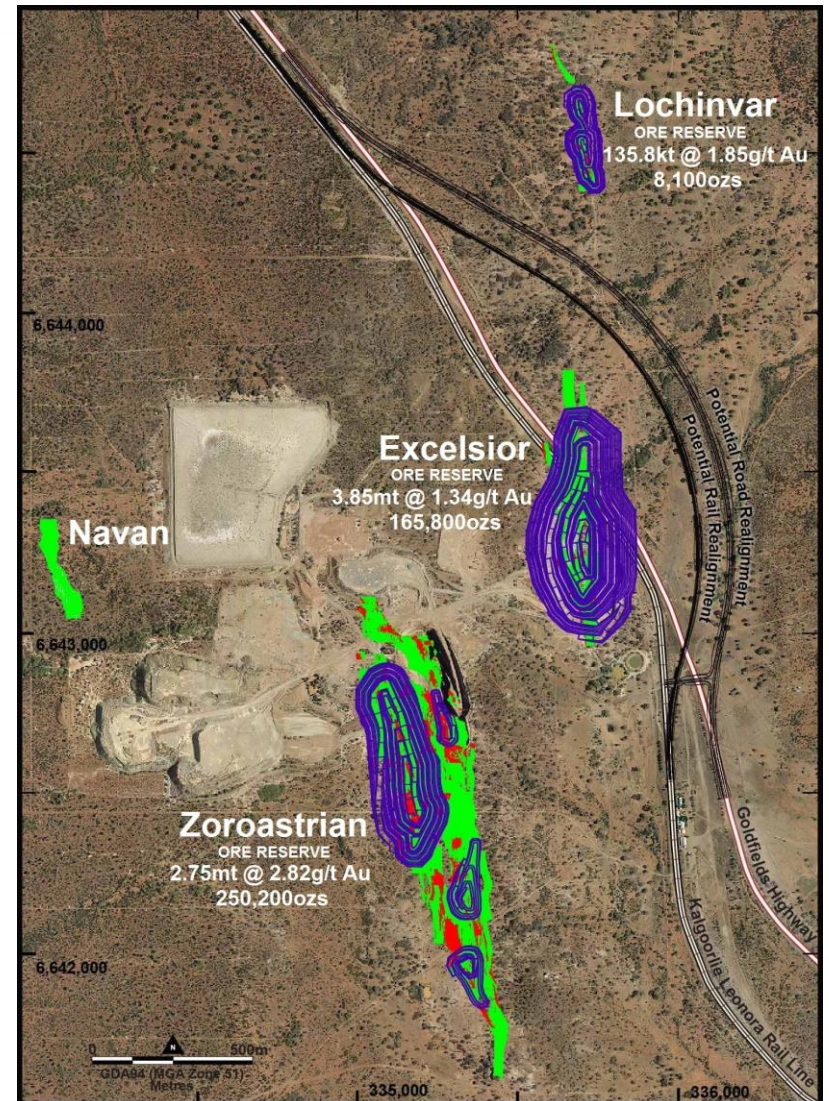 Lochinvar
ORE RESERVE
135.8kt @ 1.85g/t Au
8,100ozs
6,644,000
Potential Road Realignment
Potential Rail Realignment
Excelsior
ORE RESERVE
3.85mt @ 1.34g/t Au
165,800ozs
Navan
6,643,000
Zoroastrian
ORE RESERVE
2.75mt @ 2.82g/t Au
250,200ozs
Goldfields Highway
Kalgoorlie Leonora Rail Line
6,642,000
N
0 500m
GDA94 (MGA Zone 51)
Metres
335,000 336,000